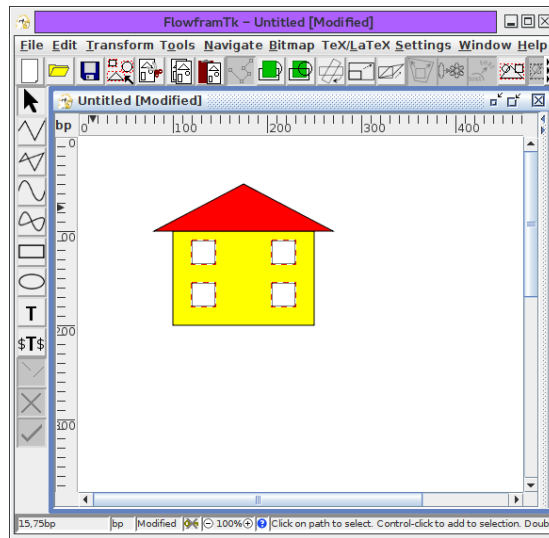 FlowframTk - Untitled [Modified]
File Edit Transform Tools Navigate Bitmap TeX/LaTeX Settings Window Help
Untitled [Modified]
bp 0 100 200 300 400
0
100
200
300
T
$T$
15,75bp bp Modified 100% Click on path to select. Control-click to add to selection. Doub